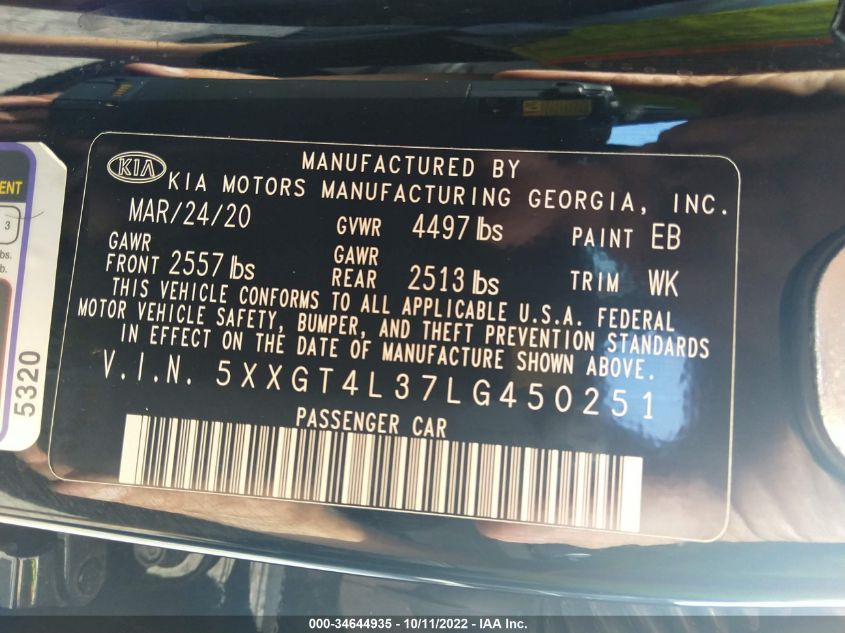 KIA
MANUFACTURED BY
KIA MOTORS MANUFACTURING GEORGIA, INC.
MAR/24/20 GVWR 4497 lbs PAINT EB
GAWR FRONT 2557 lbs GAWR REAR 2513 lbs TRIM WK
THIS VEHICLE CONFORMS TO ALL APPLICABLE U.S.A. FEDERAL
MOTOR VEHICLE SAFETY, BUMPER, AND THEFT PREVENTION STANDARDS
IN EFFECT ON THE DATE OF MANUFACTURE SHOWN ABOVE.
V.I.N. 5XXGT4L37LG450251
PASSENGER CAR
3
5320
000-34644935 - 10/11/2022 - IAA Inc.